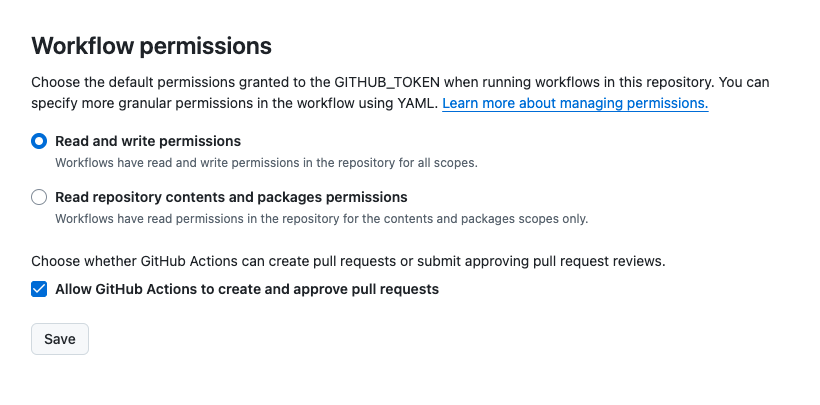 Workflow permissions
Choose the default permissions granted to the GITHUB_TOKEN when running workflows in this repository. You can
specify more granular permissions in the workflow using YAML. Learn more about managing permissions.
Read and write permissions
Workflows have read and write permissions in the repository for all scopes.
Read repository contents and packages permissions
Workflows have read permissions in the repository for the contents and packages scopes only.
Choose whether GitHub Actions can create pull requests or submit approving pull request reviews.
Allow GitHub Actions to create and approve pull requests
Save